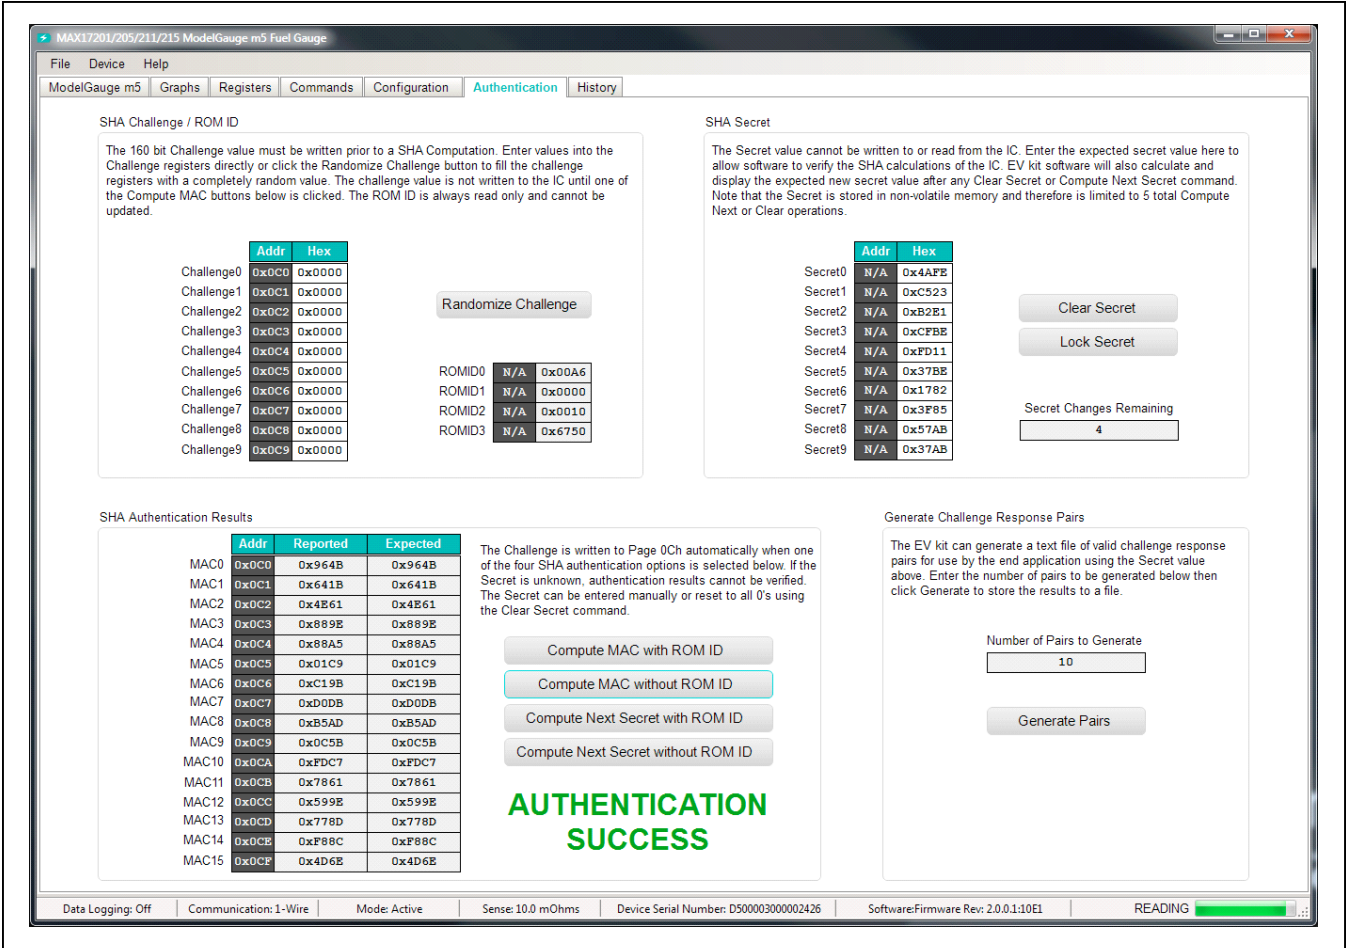 MAX17201/205/211/215 ModelGauge m5 Fuel Gauge
File Device Help
ModelGauge m5 Graphs Registers Commands Configuration Authentication History
SHA Challenge / ROM ID
The 160 bit Challenge value must be written prior to a SHA Computation. Enter values into the
Challenge registers directly or click the Randomize Challenge button to fill the challenge
registers with a completely random value. The challenge value is not written to the IC until one of
the Compute MAC buttons below is clicked. The ROM ID is always read only and cannot be
updated.
Addr Hex
Challenge0 0x0C0 0x0000
Challenge1 0x0C1 0x0000
Challenge2 0x0C2 0x0000
Challenge3 0x0C3 0x0000
Challenge4 0x0C4 0x0000
Challenge5 0x0C5 0x0000
Challenge6 0x0C6 0x0000
Challenge7 0x0C7 0x0000
Challenge8 0x0C8 0x0000
Challenge9 0x0C9 0x0000
Randomize Challenge
ROMID0 N/A 0x00A6
ROMID1 N/A 0x0000
ROMID2 N/A 0x0010
ROMID3 N/A 0x6750
SHA Secret
The Secret value cannot be written to or read from the IC. Enter the expected secret value here to
allow software to verify the SHA calculations of the IC. EV kit software will also calculate and
display the expected new secret value after any Clear Secret or Compute Next Secret command.
Note that the Secret is stored in non-volatile memory and therefore is limited to 5 total Compute
Next or Clear operations.
Addr Hex
Secret0 N/A 0x4AFE
Secret1 N/A 0xC523
Secret2 N/A 0xB2E1
Secret3 N/A 0xCFBE
Secret4 N/A 0xFD11
Secret5 N/A 0x37BE
Secret6 N/A 0x1782
Secret7 N/A 0x3F85
Secret8 N/A 0x57AB
Secret9 N/A 0x37AB
Clear Secret
Lock Secret
Secret Changes Remaining
4
SHA Authentication Results
Addr Reported Expected
MAC0 0x0C0 0x964B 0x964B
MAC1 0x0C1 0x641B 0x641B
MAC2 0x0C2 0x4E61 0x4E61
MAC3 0x0C3 0x889E 0x889E
MAC4 0x0C4 0x88A5 0x88A5
MAC5 0x0C5 0x01C9 0x01C9
MAC6 0x0C6 0xC19B 0xC19B
MAC7 0x0C7 0xD0DB 0xD0DB
MAC8 0x0C8 0xB5AD 0xB5AD
MAC9 0x0C9 0x0C5B 0x0C5B
MAC10 0x0CA 0xFDC7 0xFDC7
MAC11 0x0CB 0x7861 0x7861
MAC12 0x0CC 0x599E 0x599E
MAC13 0x0CD 0x778D 0x778D
MAC14 0x0CE 0xF88C 0xF88C
MAC15 0x0CF 0x4D6E 0x4D6E
The Challenge is written to Page 0Ch automatically when one
of the four SHA authentication options is selected below. If the
Secret is unknown, authentication results cannot be verified.
The Secret can be entered manually or reset to all 0's using
the Clear Secret command.
Compute MAC with ROM ID
Compute MAC without ROM ID
Compute Next Secret with ROM ID
Compute Next Secret without ROM ID
AUTHENTICATION
SUCCESS
Generate Challenge Response Pairs
The EV kit can generate a text file of valid challenge response
pairs for use by the end application using the Secret value
above. Enter the number of pairs to be generated below then
click Generate to store the results to a file.
Number of Pairs to Generate
10
Generate Pairs
Data Logging: Off Communication: 1-Wire Mode: Active Sense: 10.0 mOhms Device Serial Number: D500003000002426 Software:Firmware Rev: 2.0.0.1:10E1 READING